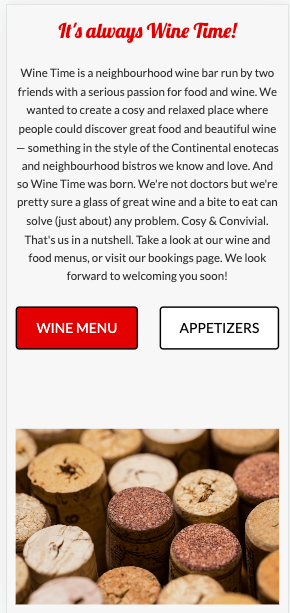 It's always Wine Time!
Wine Time is a neighbourhood wine bar run by two
friends with a serious passion for food and wine. We
wanted to create a cosy and relaxed place where
people could discover great food and beautiful wine
— something in the style of the Continental enotecas
and neighbourhood bistros we know and love. And
so Wine Time was born. We're not doctors but we're
pretty sure a glass of great wine and a bite to eat can
solve (just about) any problem. Cosy & Convivial.
That's us in a nutshell. Take a look at our wine and
food menus, or visit our bookings page. We look
forward to welcoming you soon!
WINE MENU
APPETIZERS